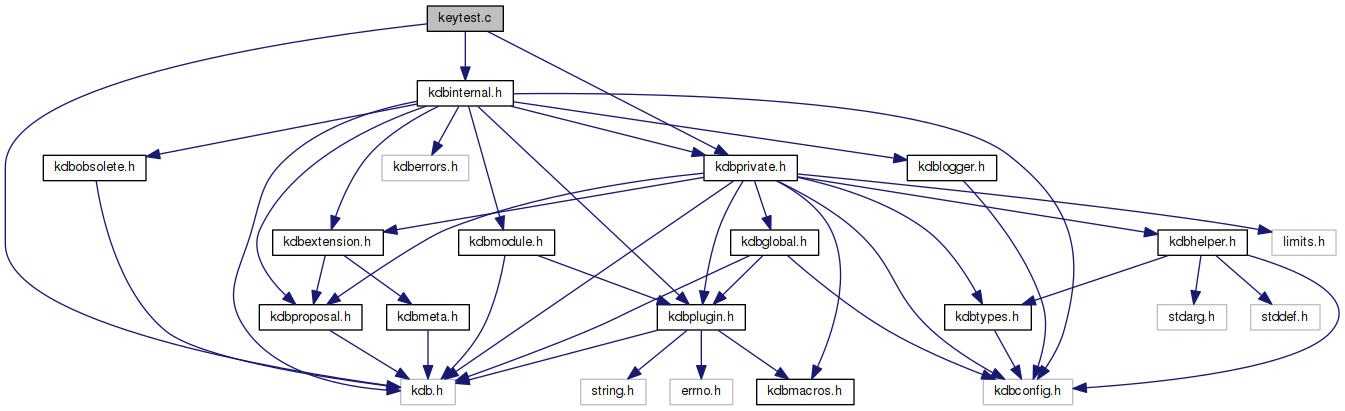 keytest.c
kdbinternal.h
kdbobsolete.h
kdberrors.h
kdbprivate.h
kdblogger.h
kdbextension.h
kdbmodule.h
kdbglobal.h
kdbhelper.h
limits.h
kdbproposal.h
kdbmeta.h
kdbplugin.h
kdbtypes.h
stdarg.h
stddef.h
kdb.h
string.h
errno.h
kdbmacros.h
kdbconfig.h